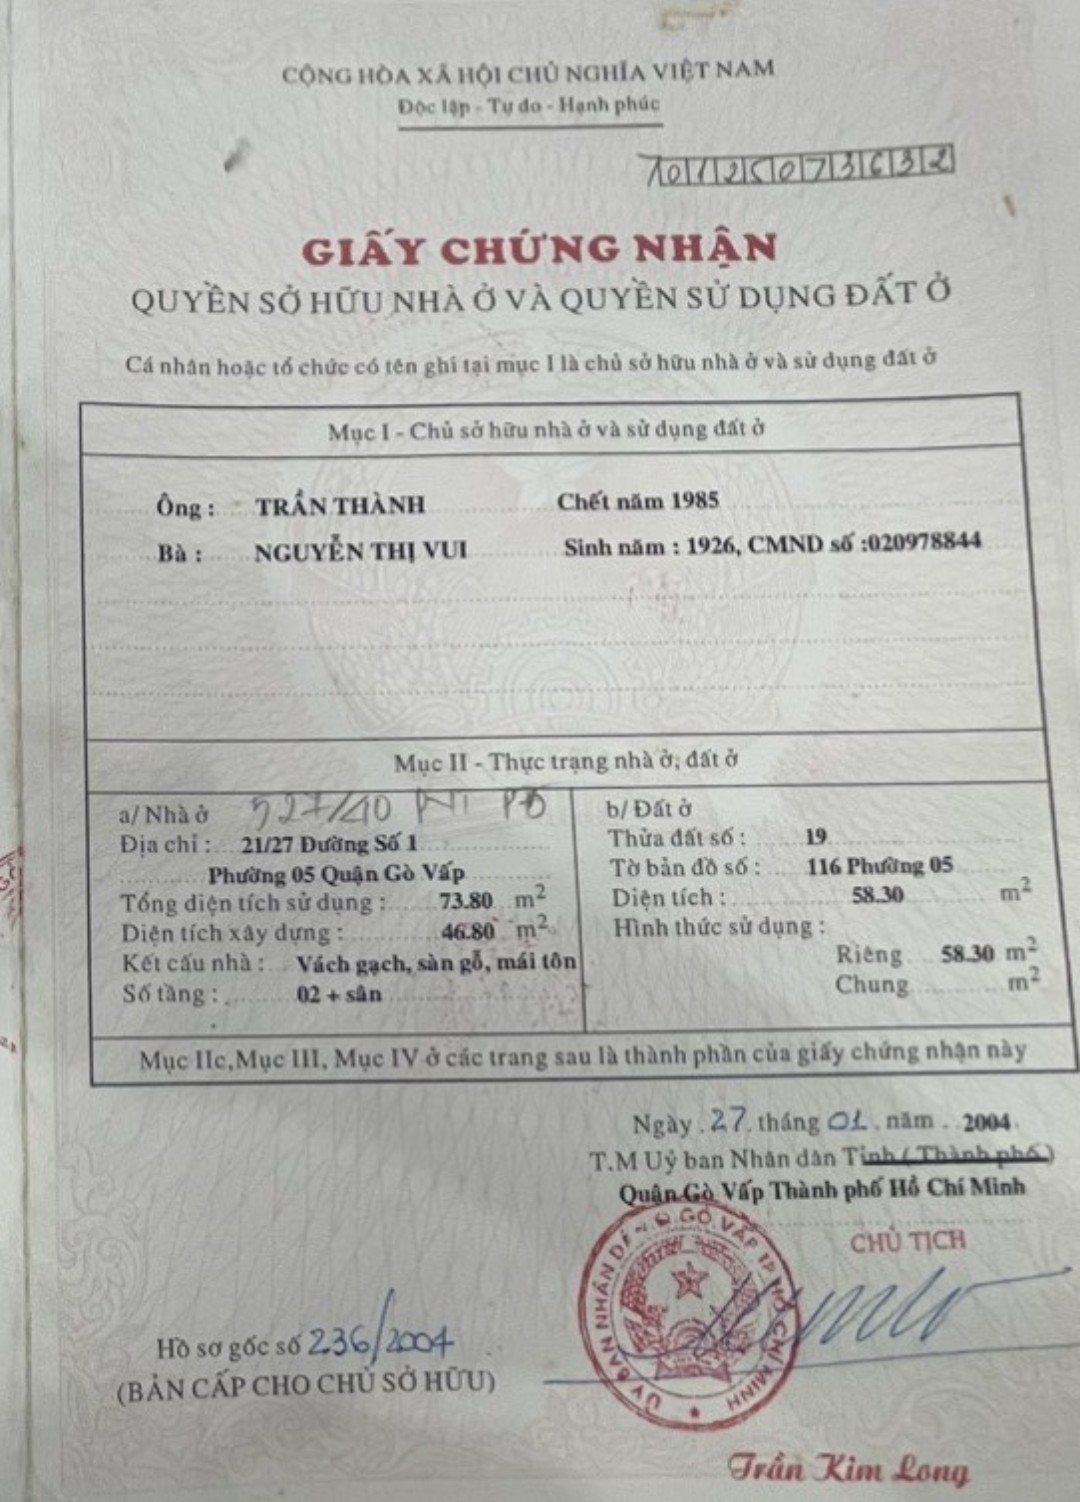 CỘNG HÒA XÃ HỘI CHỦ NGHĨA VIỆT NAM
Độc lập - Tự do - Hạnh phúc
10125073632
GIẤY CHỨNG NHẬN
QUYỀN SỞ HỮU NHÀ Ở VÀ QUYỀN SỬ DỤNG ĐẤT Ở
Cá nhân hoặc tổ chức có tên ghi tại mục I là chủ sở hữu nhà ở và sử dụng đất ở
Mục I - Chủ sở hữu nhà ở và sử dụng đất ở
Ông : TRẦN THÀNH Chết năm 1985
Bà : NGUYỄN THỊ VUI Sinh năm : 1926, CMND số :020978844
Mục II - Thực trạng nhà ở, đất ở
a/ Nhà ở
Địa chỉ : 21/27 Đường Số 1
Phường 05 Quận Gò Vấp
Tổng diện tích sử dụng : 73.80 m2
Diện tích xây dựng : 46.80 m2
Kết cấu nhà : Vách gạch, sàn gỗ, mái tôn
Số tầng : 02 + sân
b/ Đất ở
Thửa đất số : 19
Tờ bản đồ số : 116 Phường 05
Diện tích : 58.30 m2
Hình thức sử dụng :
Riêng 58.30 m2
Chung m2
Mục IIc,Mục III, Mục IV ở các trang sau là thành phần của giấy chứng nhận này
Ngày 27 tháng 01 năm 2004
T.M Uỷ ban Nhân dân Tỉnh ( Thành phố )
Quận Gò Vấp Thành phố Hồ Chí Minh
CHỦ TỊCH
ỦY BAN NHÂN DÂN Q GÒ VẤP TP HỒ CHÍ MINH
Hồ sơ gốc số 236/2004
(BẢN CẤP CHO CHỦ SỞ HỮU)
Trần Kim Long